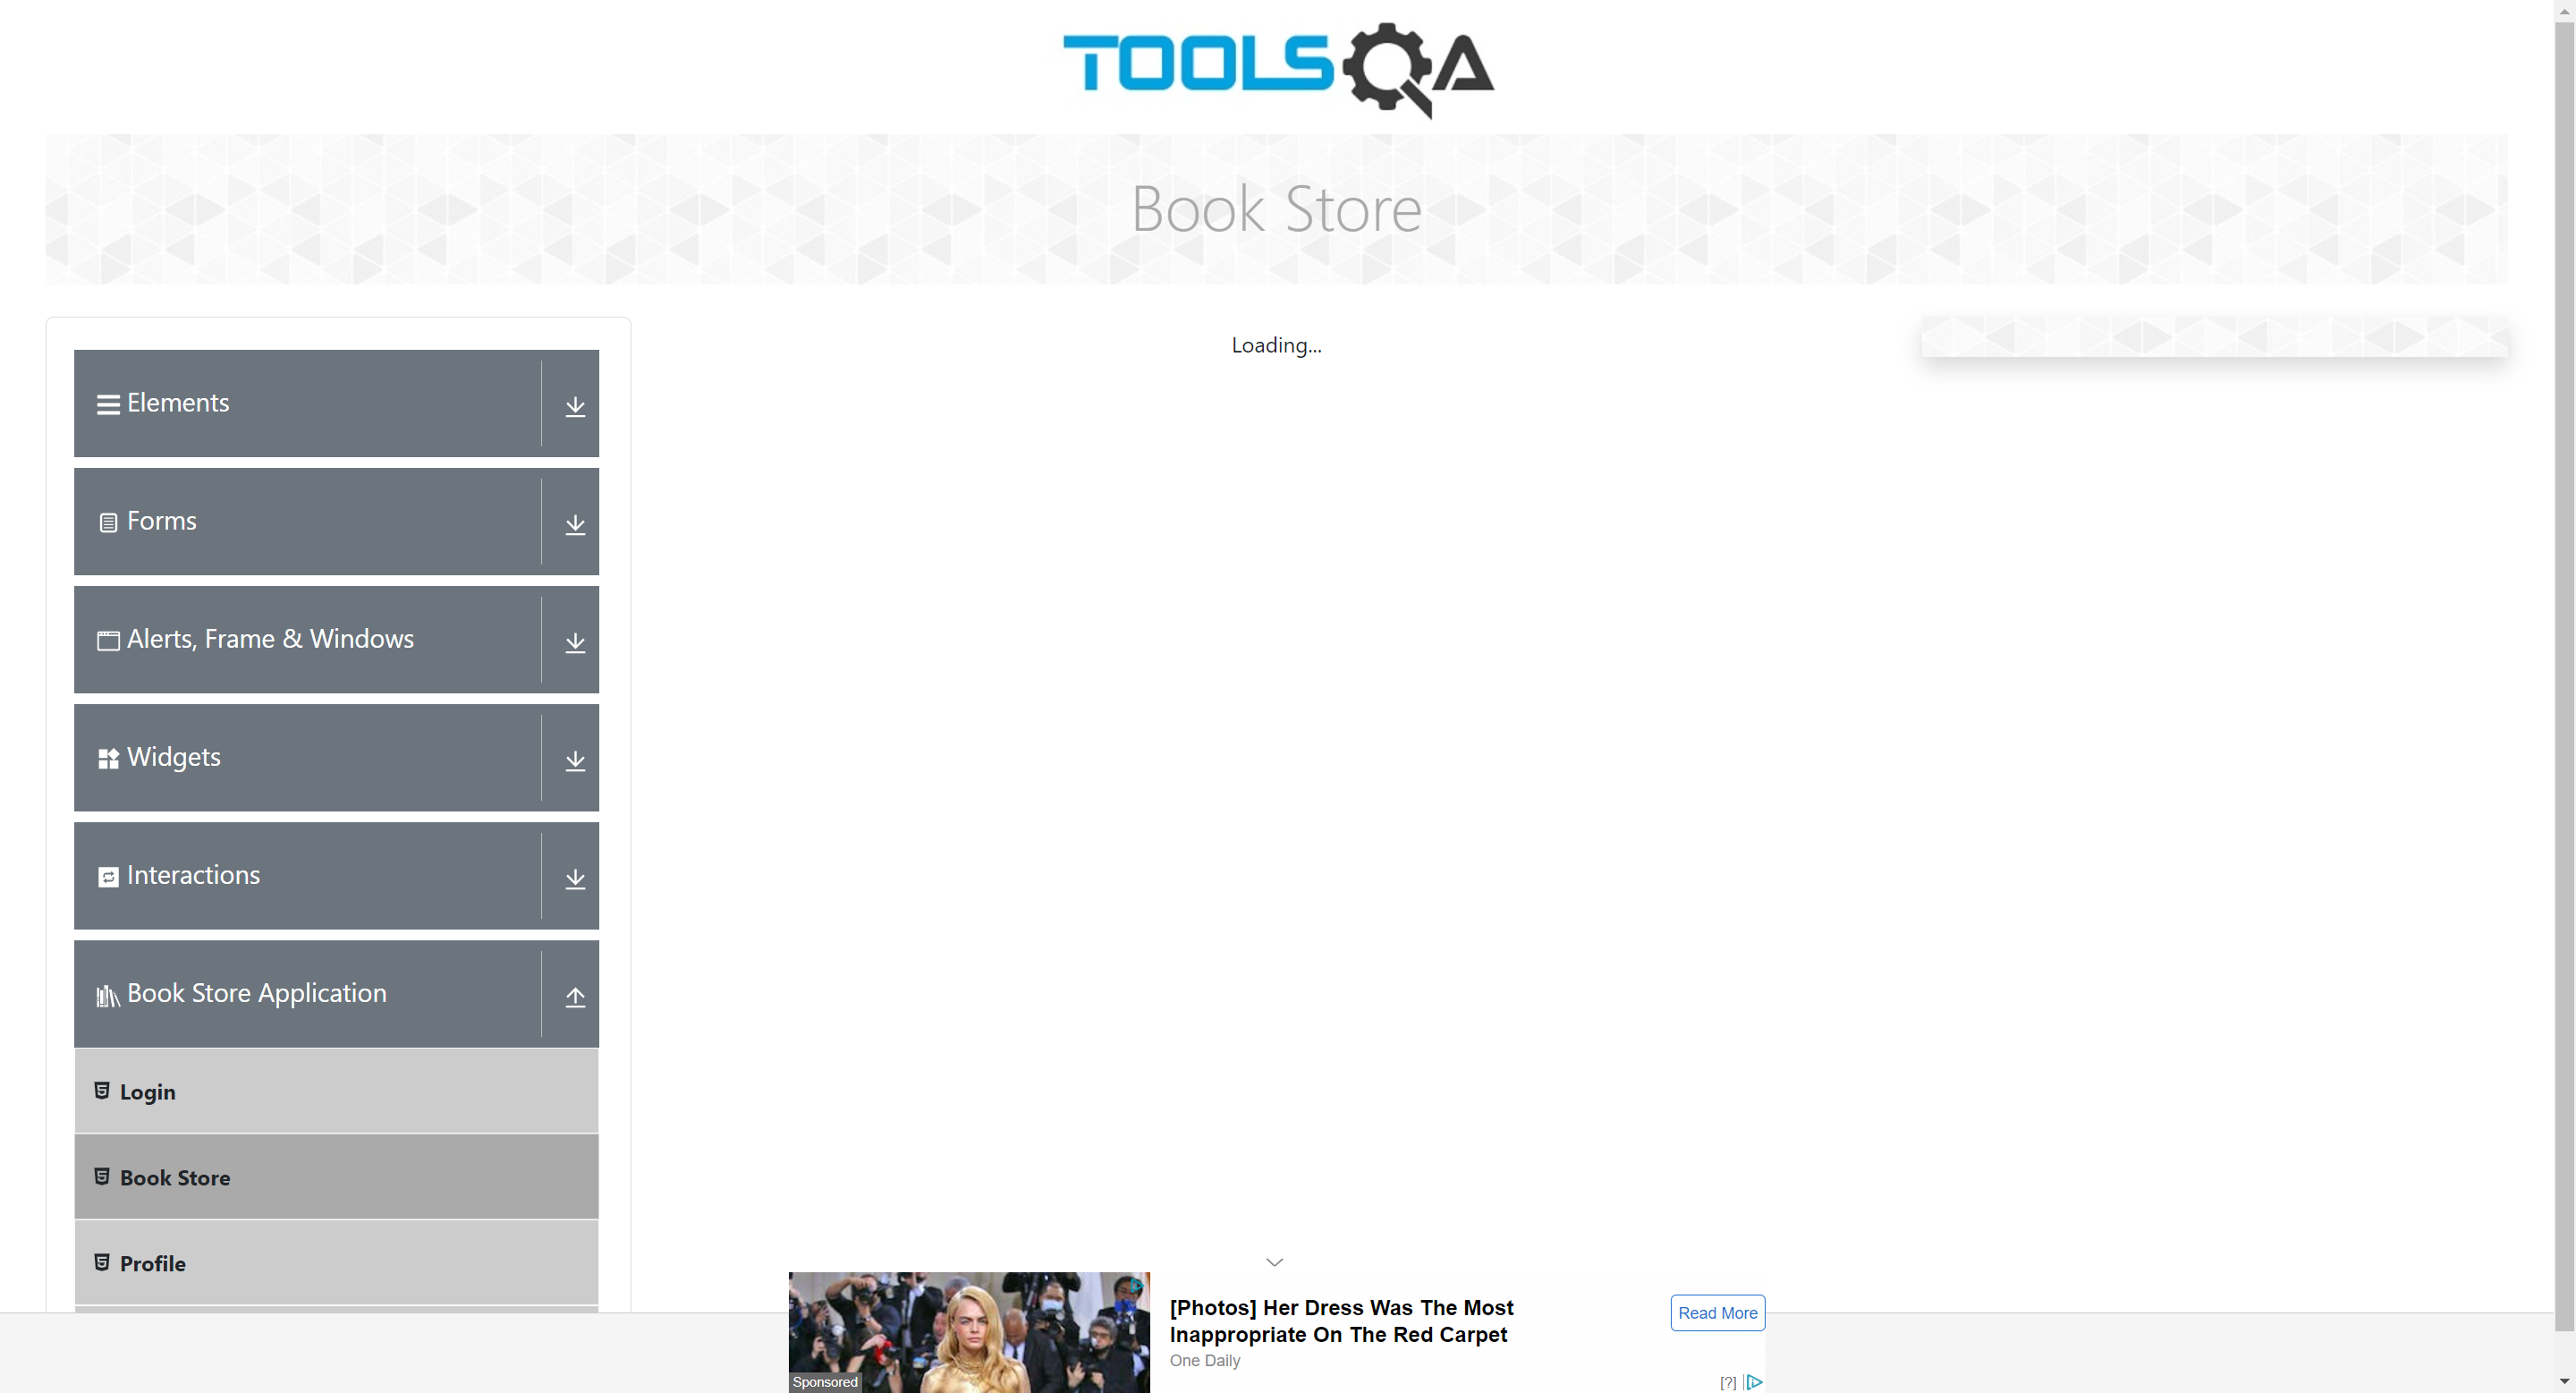 TOOLSQA
Book Store
Loading...
Elements
Forms
Alerts, Frame & Windows
Widgets
Interactions
Book Store Application
Login
Book Store
Profile
[Photos] Her Dress Was The Most
Inappropriate On The Red Carpet
One Daily
Read More
Sponsored
[?]